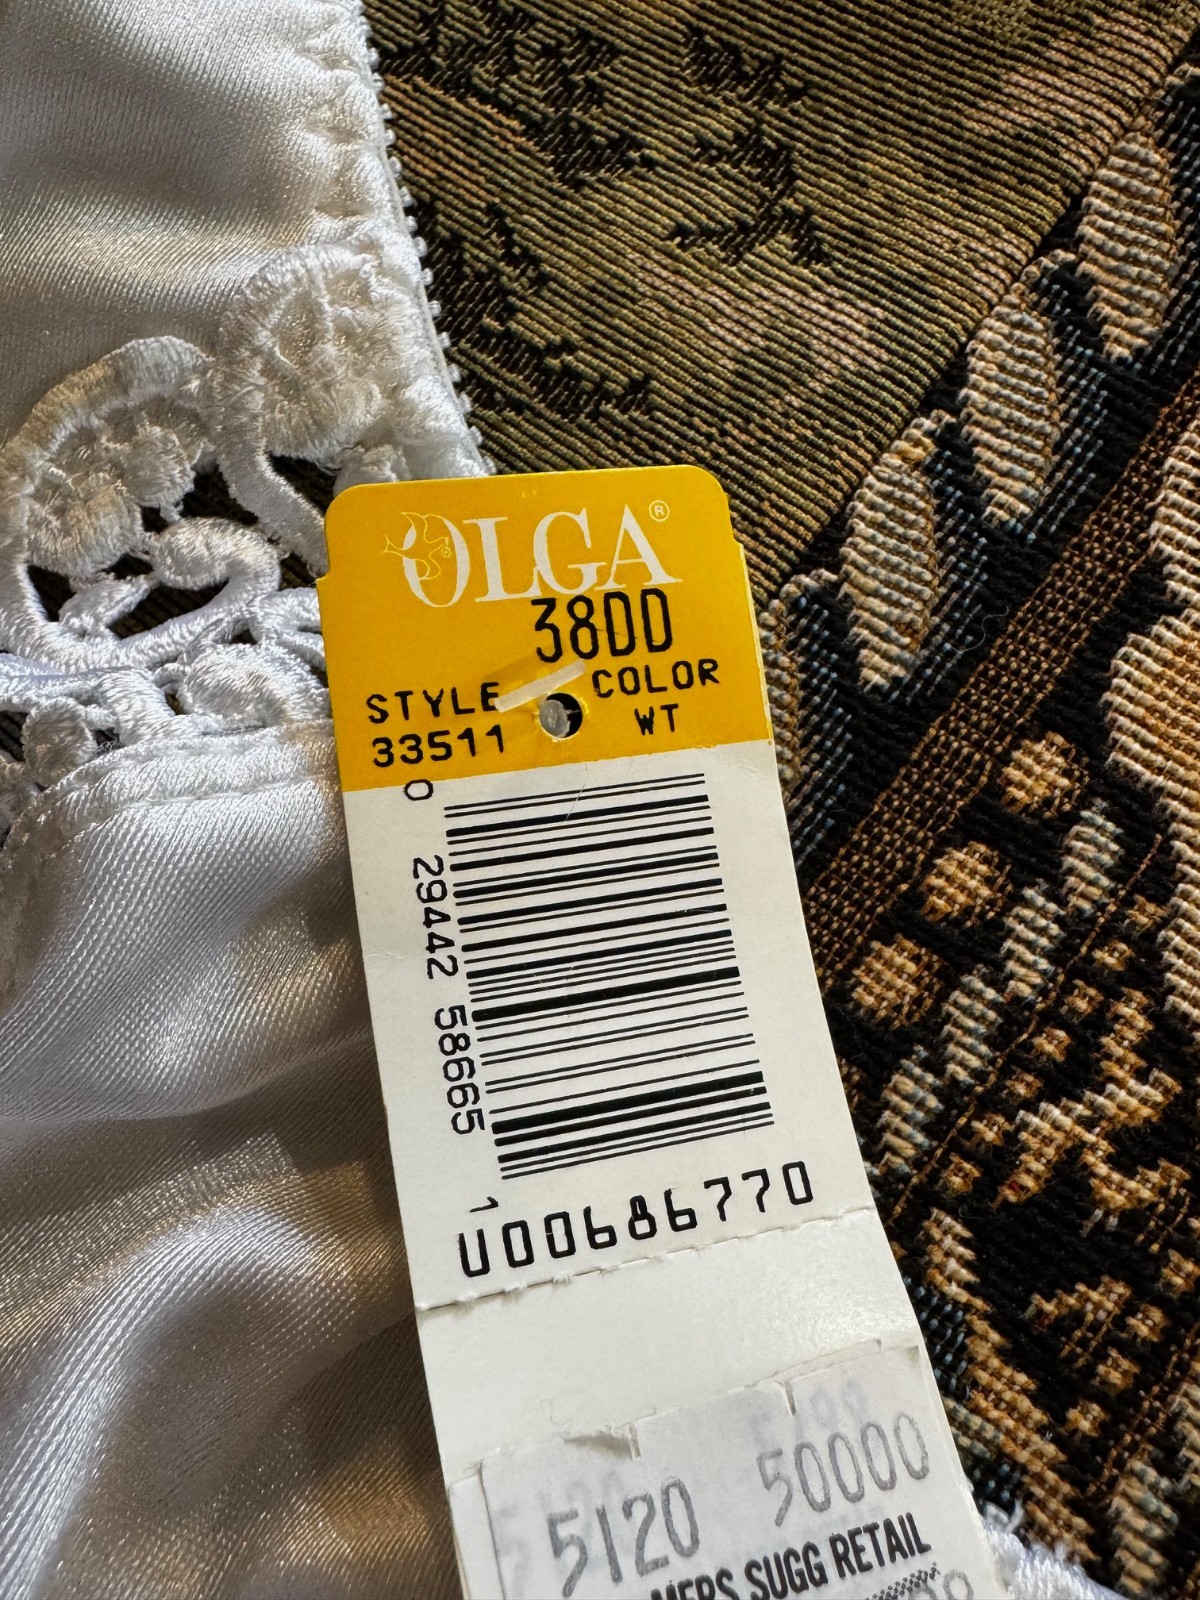 OLGA®
38DD
STYLE COLOR
33511 WT
0 29442 58665 1
U00686770
5120 50000
MFRS SUGG RETAIL